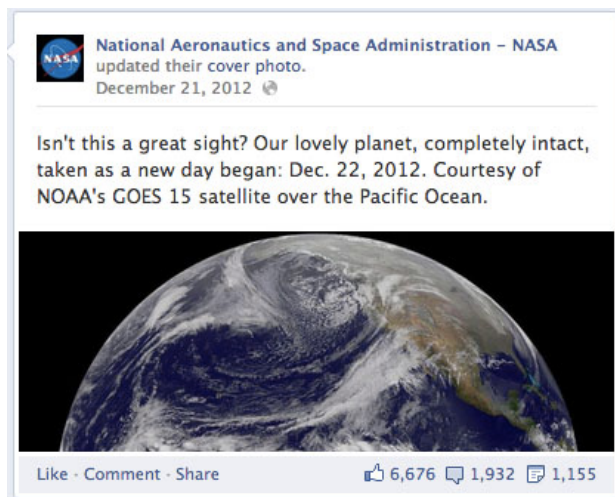 NASA
National Aeronautics and Space Administration – NASA
updated their cover photo.
December 21, 2012
Isn't this a great sight? Our lovely planet, completely intact,
taken as a new day began: Dec. 22, 2012. Courtesy of
NOAA's GOES 15 satellite over the Pacific Ocean.
Like · Comment · Share 6,676 1,932 1,155